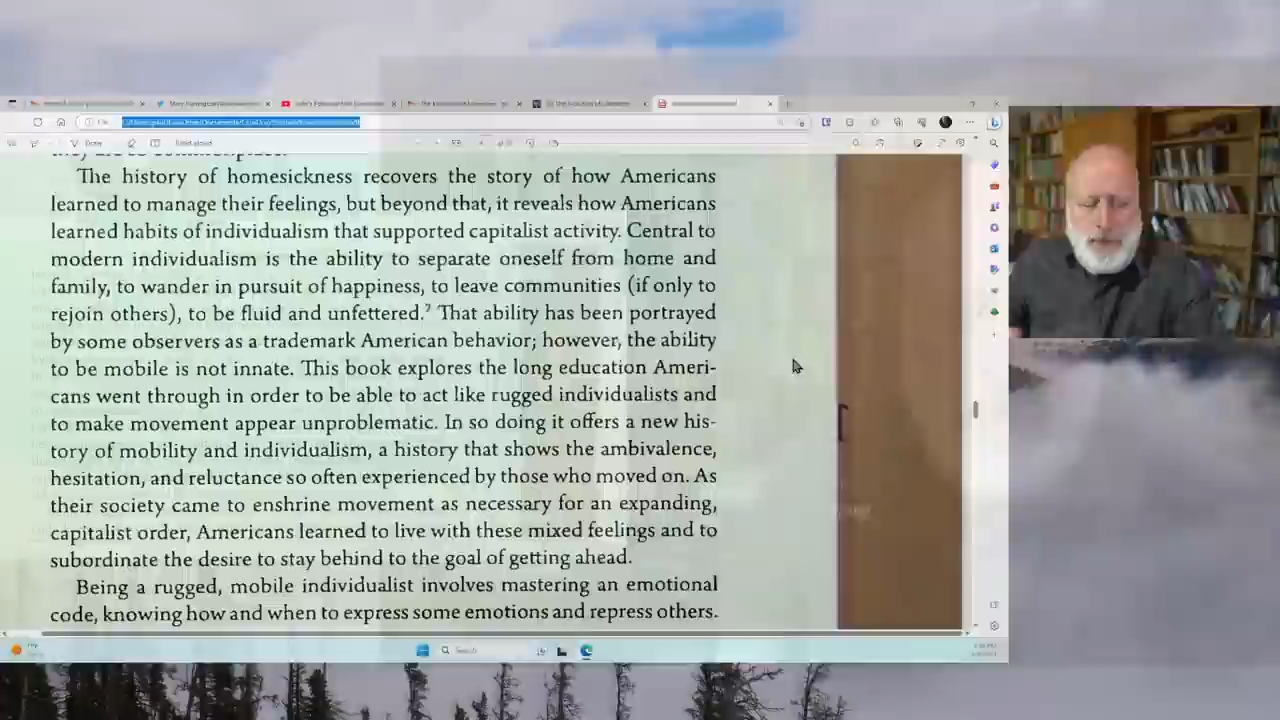 The history of homesickness recovers the story of how Americans
learned to manage their feelings, but beyond that, it reveals how Americans
learned habits of individualism that supported capitalist activity. Central to
modern individualism is the ability to separate oneself from home and
family, to wander in pursuit of happiness, to leave communities (if only to
rejoin others), to be fluid and unfettered.⁷ That ability has been portrayed
by some observers as a trademark American behavior; however, the ability
to be mobile is not innate. This book explores the long education Ameri-
cans went through in order to be able to act like rugged individualists and
to make movement appear unproblematic. In so doing it offers a new his-
tory of mobility and individualism, a history that shows the ambivalence,
hesitation, and reluctance so often experienced by those who moved on. As
their society came to enshrine movement as necessary for an expanding,
capitalist order, Americans learned to live with these mixed feelings and to
subordinate the desire to stay behind to the goal of getting ahead.
Being a rugged, mobile individualist involves mastering an emotional
code, knowing how and when to express some emotions and repress others.
Search